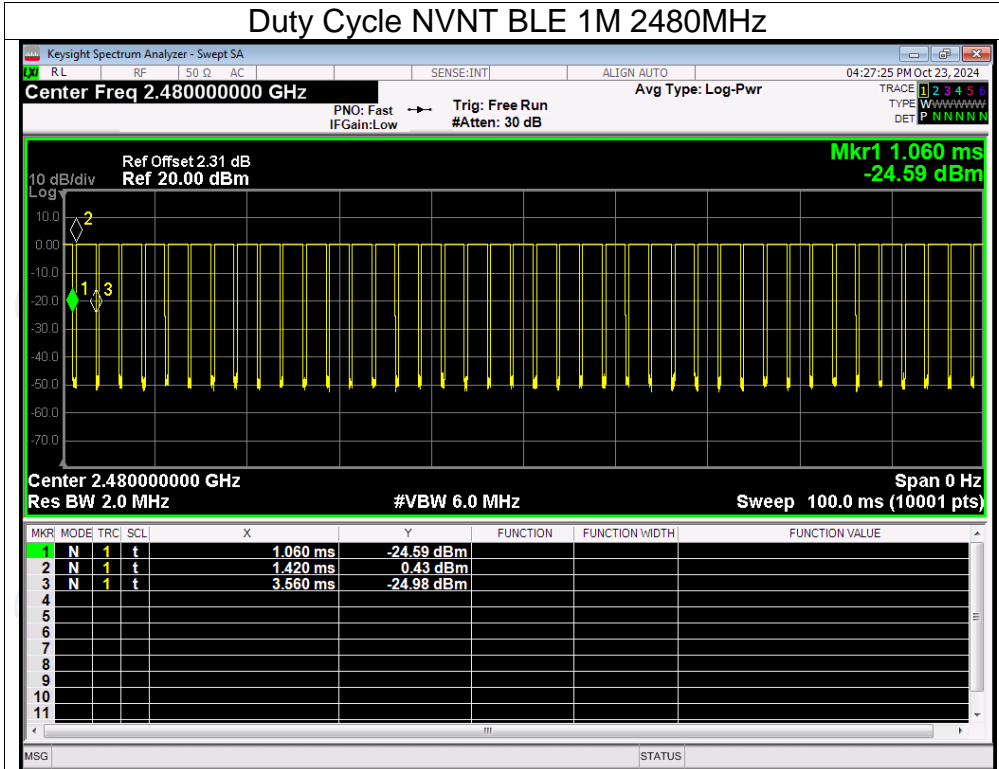 Duty Cycle NVNT BLE 1M 2480MHz
Keysight Spectrum Analyzer - Swept SA
LXI RL RF 50 Ω AC SENSE:INT ALIGN AUTO 04:27:25 PM Oct 23, 2024
Center Freq 2.480000000 GHz
PNO: Fast
IFGain:Low
Trig: Free Run
#Atten: 30 dB
Avg Type: Log-Pwr
TRACE 1 2 3 4 5 6
TYPE WWWWWW
DET P N N N N N
Mkr1 1.060 ms
-24.59 dBm
Ref Offset 2.31 dB
10 dB/div Ref 20.00 dBm
Log
10.0
0.00
-10.0
-20.0
-30.0
-40.0
-50.0
-60.0
-70.0
2
1
3
Center 2.480000000 GHz Span 0 Hz
Res BW 2.0 MHz #VBW 6.0 MHz Sweep 100.0 ms (10001 pts)
MKR MODE TRC SCL X Y FUNCTION FUNCTION WIDTH FUNCTION VALUE
1 N 1 t 1.060 ms -24.59 dBm
2 N 1 t 1.420 ms 0.43 dBm
3 N 1 t 3.560 ms -24.98 dBm
4
5
6
7
8
9
10
11
MSG STATUS